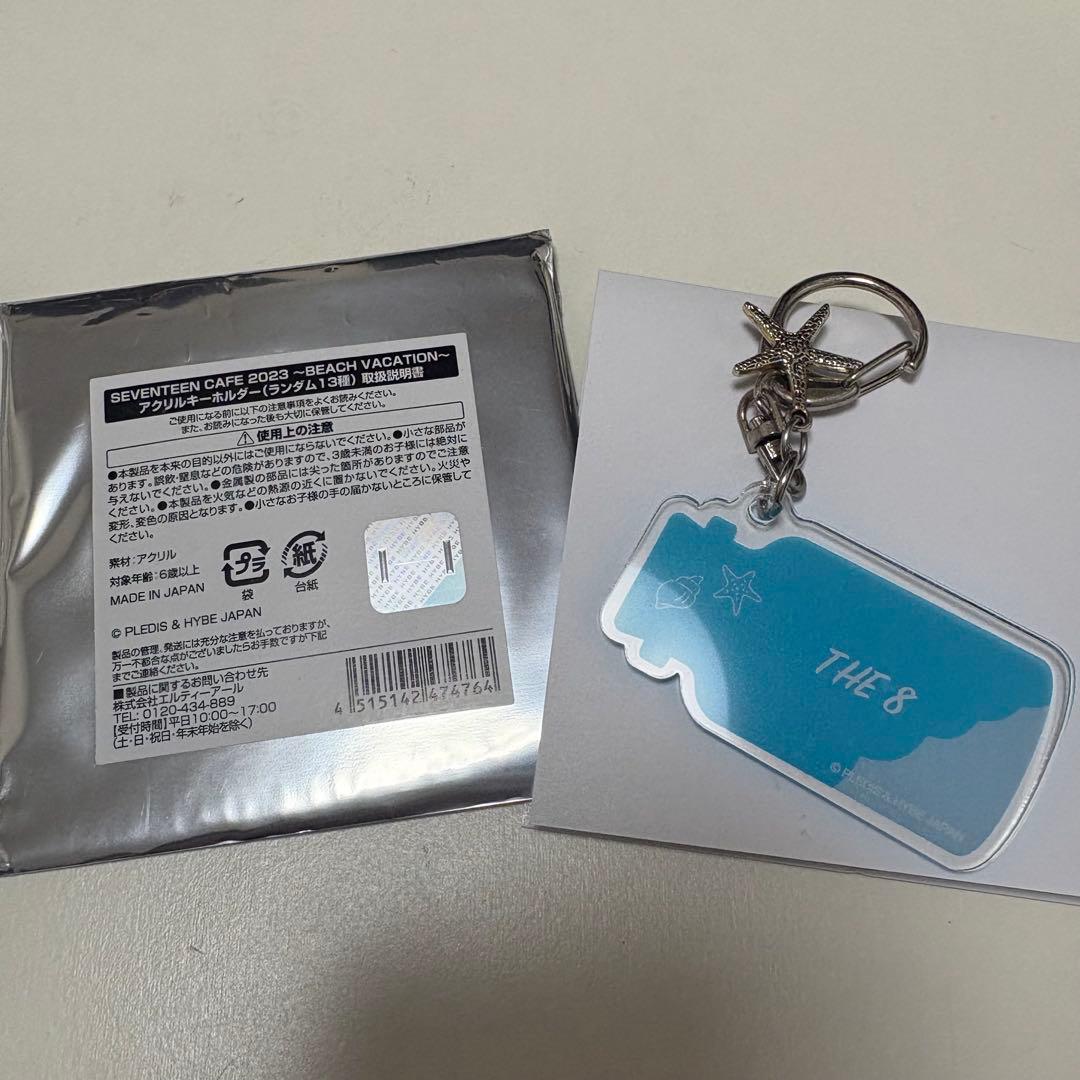 SEVENTEEN CAFE 2023 ~BEACH VACATION~
アクリルキーホルダー(ランダム13種) 取扱説明書
ご使用になる前に以下の注意事項をよくお読みください。
また、お読みになった後も大切に保管してください。
⚠使用上の注意
●本製品を本来の目的以外にはご使用にならないでください。●小さな部品が
あります。誤飲・窒息などの危険がありますので、3歳未満のお子様には絶対に
与えないでください。●金属製の部品には尖った箇所がありますのでご注意
ください。●本製品を火気などの熱源の近くに置かないでください。火災や
変形、変色の原因となります。●小さなお子様の手の届かないところに保管して
ください。
素材:アクリル
対象年齢:6歳以上
MADE IN JAPAN
プラ
袋
紙
台紙
© PLEDIS & HYBE JAPAN
製品の管理、発送には充分な注意を払っておりますが、
万一不都合な点がございましたらお手数ですが下記
までご連絡ください。
■製品に関するお問い合わせ先
株式会社エルティーアール
TEL: 0120-434-889
【受付時間】平日10:00~17:00
(土・日・祝日・年末年始を除く)
4 515142 474764
THE 8
© PLEDIS & HYBE JAPAN